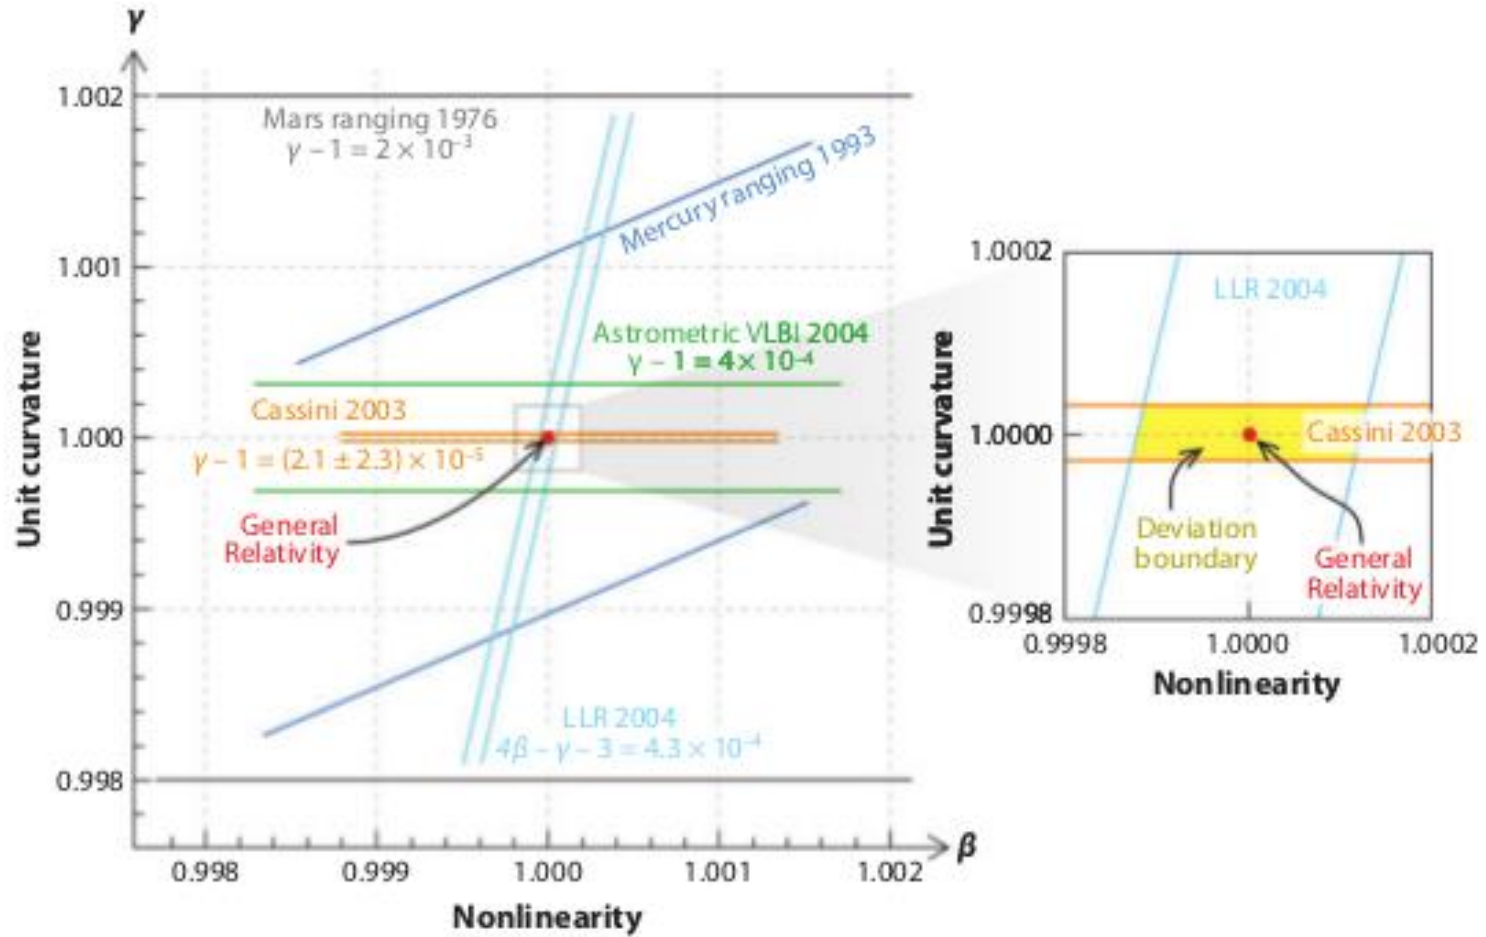 γ
1.002
Mars ranging 1976
γ – 1 = 2 × 10⁻³
Mercury ranging 1993
1.001
Astrometric VLBI 2004
γ – 1 = 4 × 10⁻⁴
Cassini 2003
1.000
γ – 1 = (2.1 ± 2.3) × 10⁻⁵
General
Relativity
Unit curvature
0.999
LLR 2004
4β – γ – 3 = 4.3 × 10⁻⁴
0.998
β
0.998 0.999 1.000 1.001 1.002
Nonlinearity
1.0002
LLR 2004
Unit curvature
1.0000
Cassini 2003
Deviation
boundary
General
Relativity
0.9998
0.9998 1.0000 1.0002
Nonlinearity